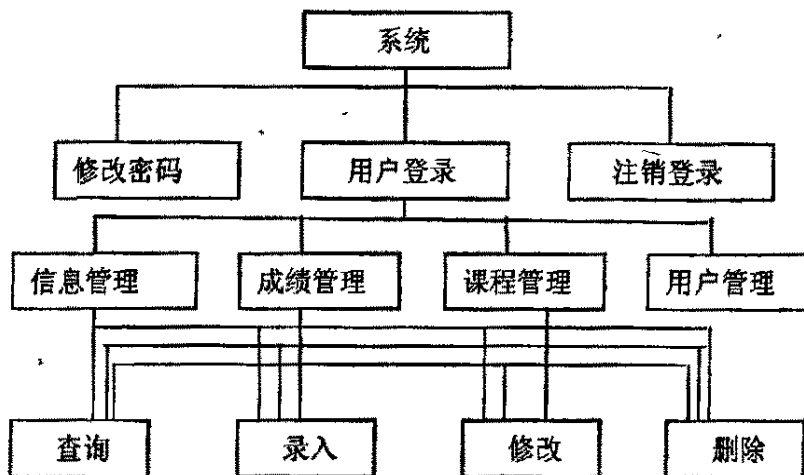 系统
修改密码 用户登录 注销登录
信息管理 成绩管理 课程管理 用户管理
查询 录入 修改 删除